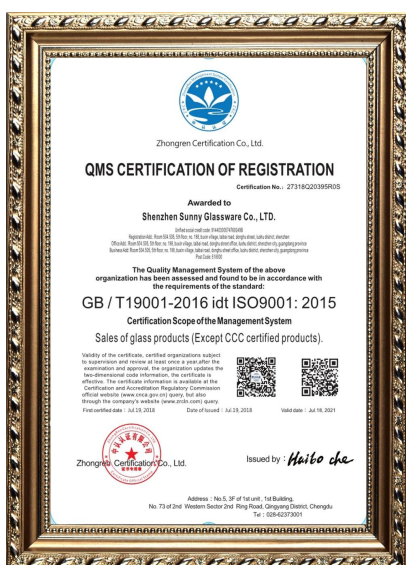 Zhongren Certification Co., Ltd.
QMS CERTIFICATION OF REGISTRATION
Certification No.: 27318Q20395R0S
Awarded to
Shenzhen Sunny Glassware Co., LTD.
The Quality Management System of the above
organization has been assessed and found to be in accordance with
the requirements of the standard:
GB / T19001-2016 idt ISO9001: 2015
Certification Scope of the Management System
Sales of glass products (Except CCC certified products).
Validity of the certificate, certified organizations subject
to supervision and review at least once a year,after the
examination and approval, the organization updates the
two-dimensional code information, the certificate is
effective. The certificate information is available at the
Certification and Accreditation Regulatory Commission
official website (www.cnca.gov.cn) query, but also
through the company's website (www.zrcln.com) query.
First certified date : Jul.19, 2018
Date of Issued : Jul.19, 2018
Valid date : Jul.18, 2021
Zhongren Certification Co., Ltd.
Issued by : Haibo che
Address : No.5, 3F of 1st unit , 1st Building,
No. 73 of 2nd Western Sector 2nd Ring Road, Qingyang District, Chengdu
Tel : 028-62373001